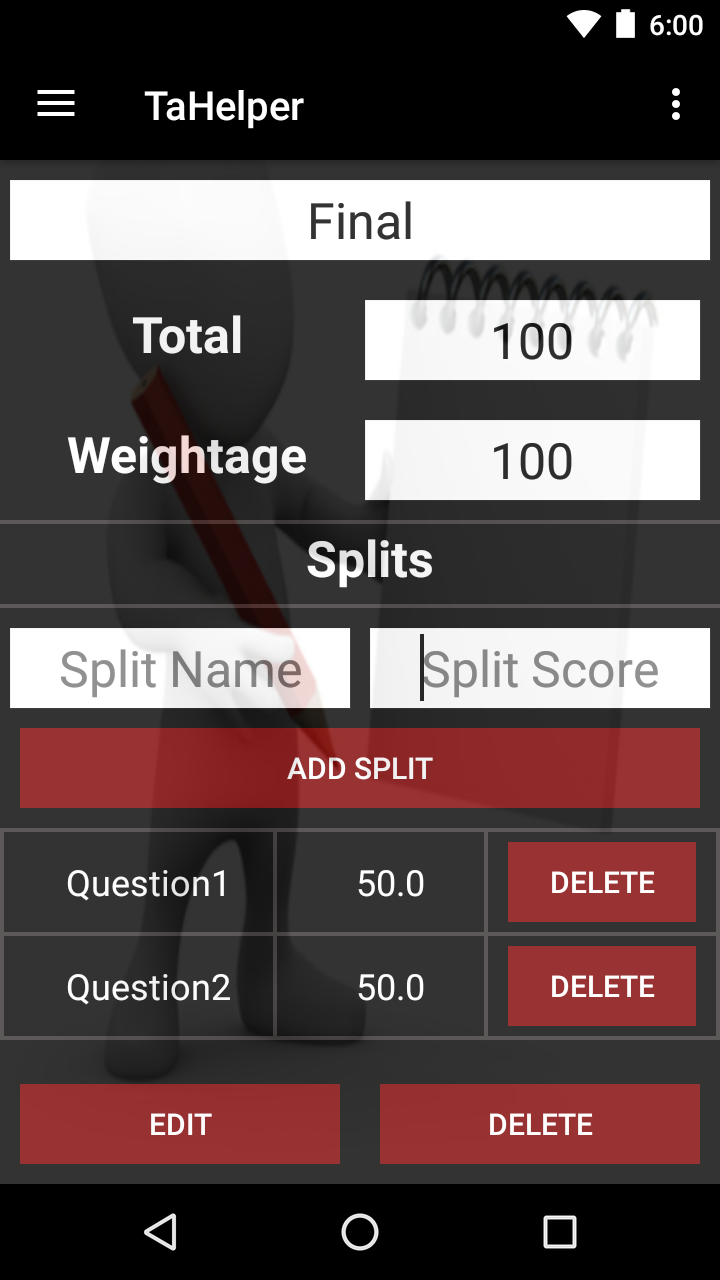 6:00
TaHelper
Final
Total 100
Weightage 100
Splits
Split Name Split Score
ADD SPLIT
Question1 50.0 DELETE
Question2 50.0 DELETE
EDIT DELETE